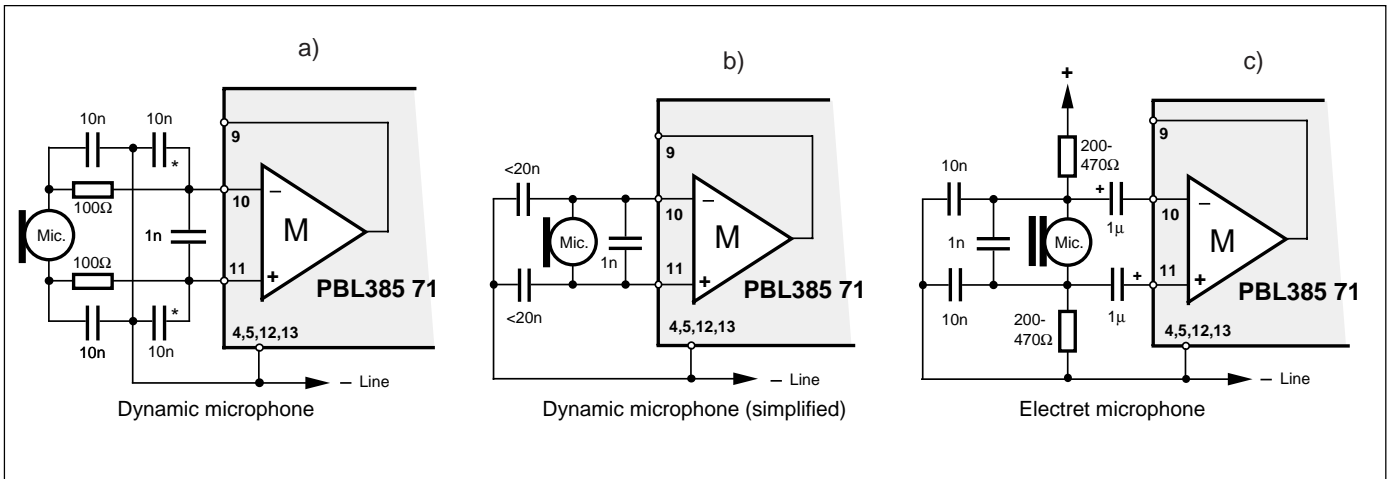 a)
10n 10n
*
9
100Ω
10
−
Mic.
1n
M
100Ω
11
+
PBL385 71
*
10n 10n
4,5,12,13
− Line
Dynamic microphone
b)
9
<20n
10
−
Mic.
1n
M
11
+
PBL385 71
<20n
4,5,12,13
− Line
Dynamic microphone (simplified)
c)
+
9
200-
470Ω
10n
+
10
−
1µ
1n
Mic.
M
11
+
+
PBL385 71
10n
1µ
200-
470Ω
4,5,12,13
− Line
Electret microphone